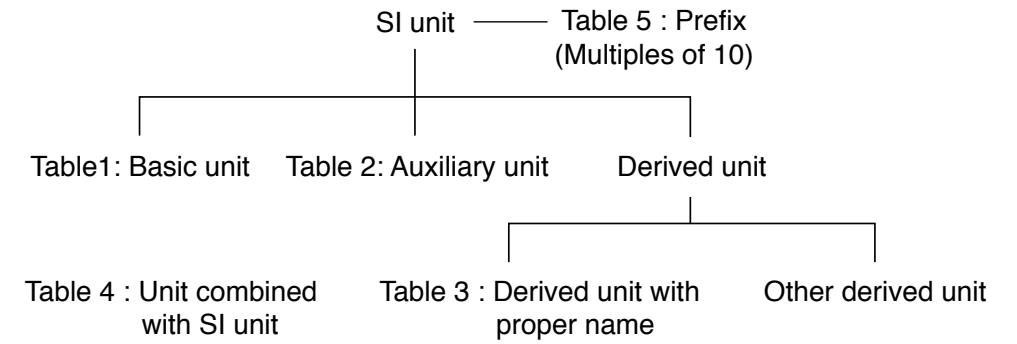 SI unit
Table 5 : Prefix
(Multiples of 10)
Table1: Basic unit
Table 2: Auxiliary unit
Derived unit
Table 4 : Unit combined
with SI unit
Table 3 : Derived unit with
proper name
Other derived unit